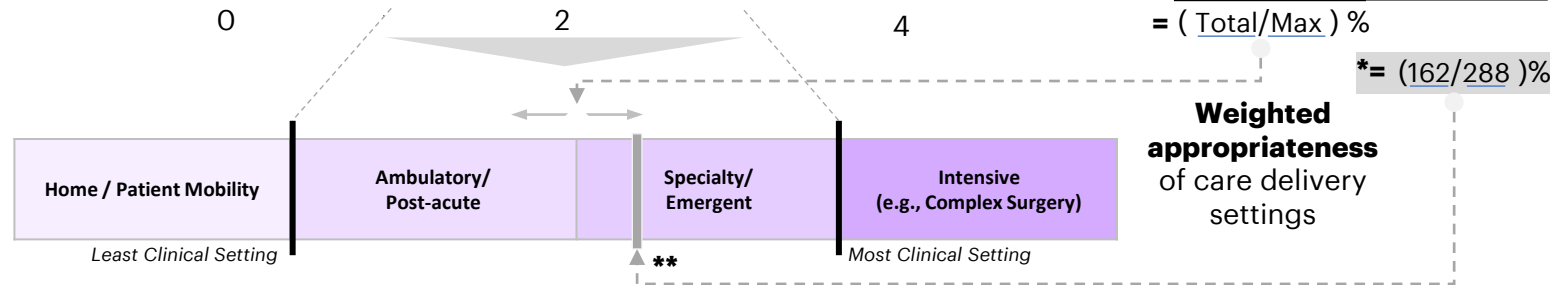 0
2
4
= ( Total/Max ) %
*= (162/288 )%
Weighted
appropriateness
of care delivery
settings
Home / Patient Mobility
Ambulatory/
Post-acute
Specialty/
Emergent
Intensive
(e.g., Complex Surgery)
Least Clinical Setting
**
Most Clinical Setting